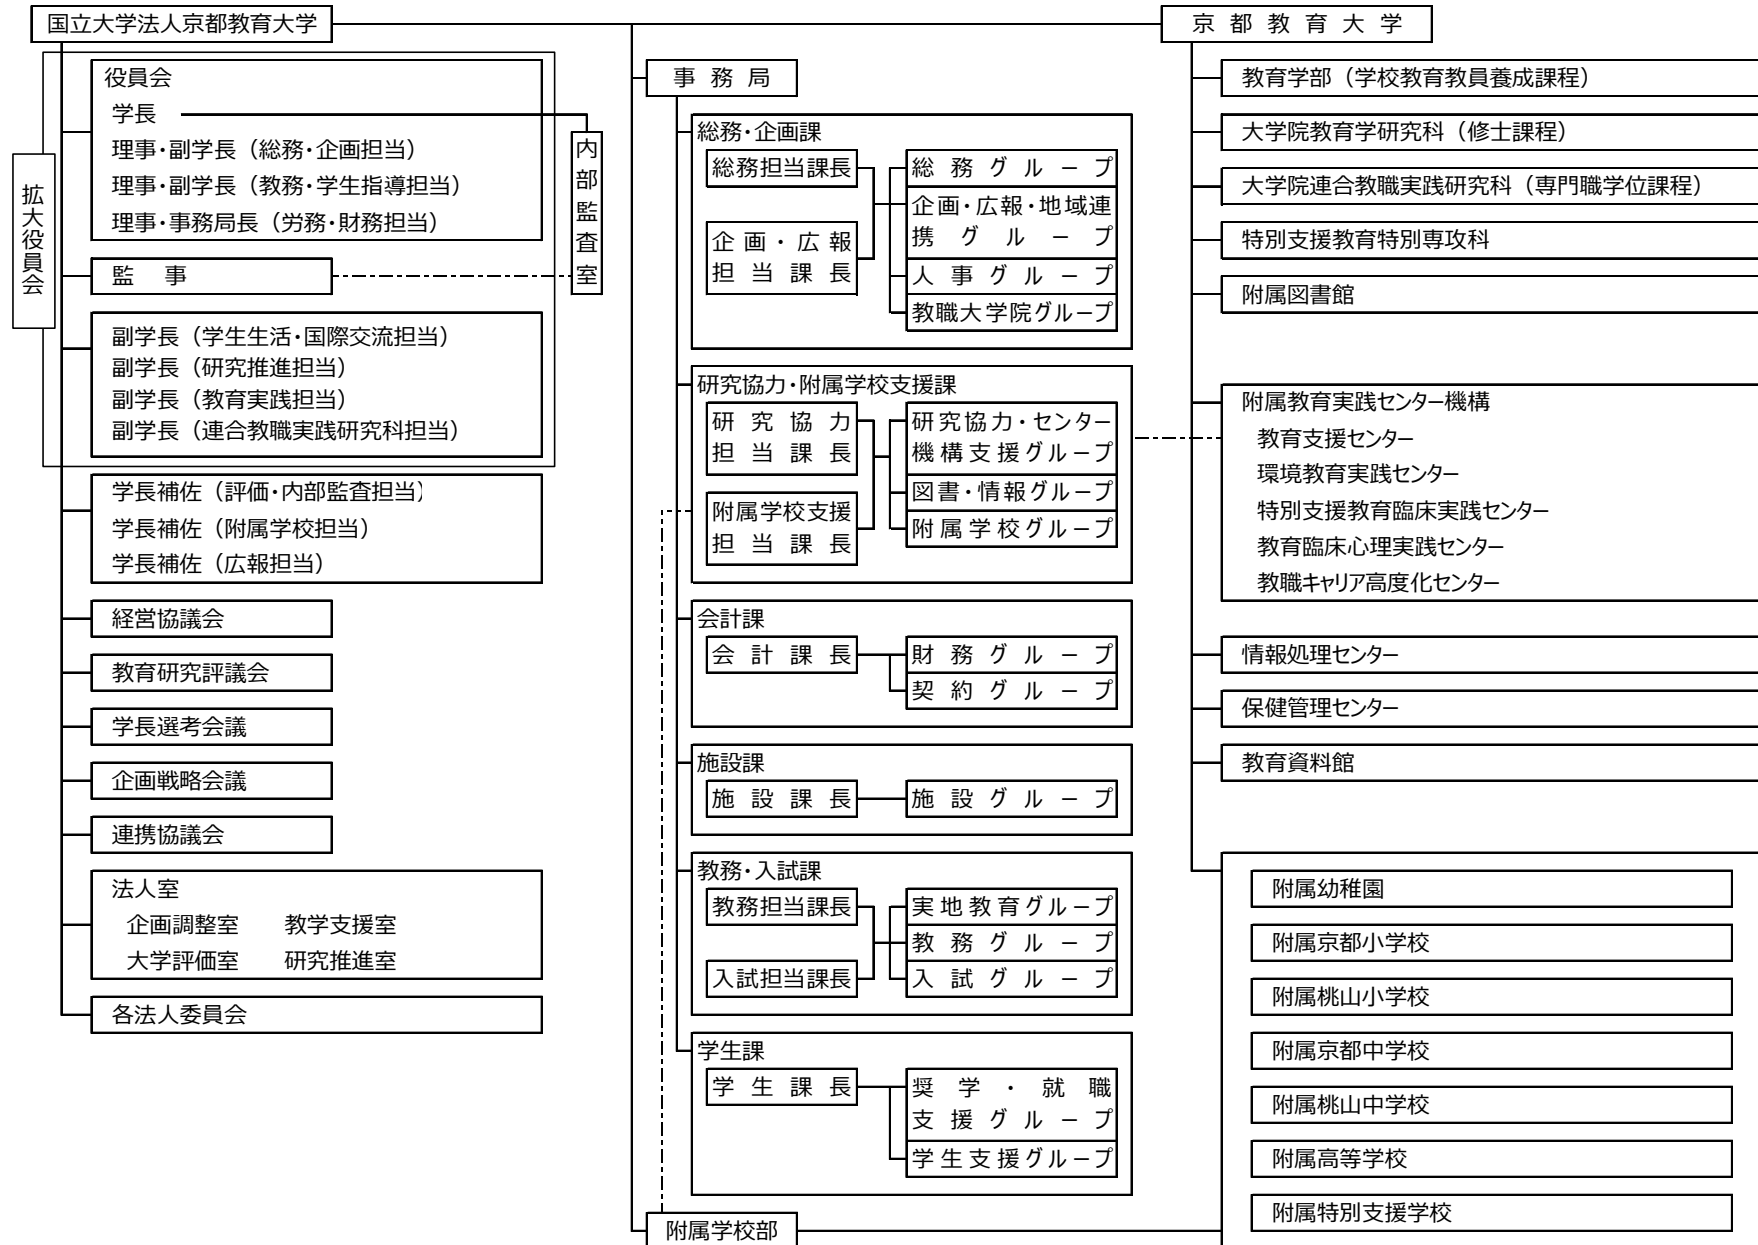 国立大学法人京都教育大学
拡大役員会
役員会
学長
理事・副学長（総務・企画担当）
理事・副学長（教務・学生指導担当）
理事・事務局長（労務・財務担当）
内部監査室
監事
副学長（学生生活・国際交流担当）
副学長（研究推進担当）
副学長（教育実践担当）
副学長（連合教職実践研究科担当）
学長補佐（評価・内部監査担当）
学長補佐（附属学校担当）
学長補佐（広報担当）
経営協議会
教育研究評議会
学長選考会議
企画戦略会議
連携協議会
法人室
企画調整室 教学支援室
大学評価室 研究推進室
各法人委員会
事務局
総務・企画課
総務担当課長
企画・広報
担当課長
総務グループ
企画・広報・地域連
携グループ
人事グループ
教職大学院グループ
研究協力・附属学校支援課
研究協力
担当課長
附属学校支援
担当課長
研究協力・センター
機構支援グループ
図書・情報グループ
附属学校グループ
会計課
会計課長
財務グループ
契約グループ
施設課
施設課長
施設グループ
教務・入試課
教務担当課長
入試担当課長
実地教育グループ
教務グループ
入試グループ
学生課
学生課長
奨学・就職
支援グループ
学生支援グループ
附属学校部
京都教育大学
教育学部（学校教育教員養成課程）
大学院教育学研究科（修士課程）
大学院連合教職実践研究科（専門職学位課程）
特別支援教育特別専攻科
附属図書館
附属教育実践センター機構
教育支援センター
環境教育実践センター
特別支援教育臨床実践センター
教育臨床心理実践センター
教職キャリア高度化センター
情報処理センター
保健管理センター
教育資料館
附属幼稚園
附属京都小学校
附属桃山小学校
附属京都中学校
附属桃山中学校
附属高等学校
附属特別支援学校